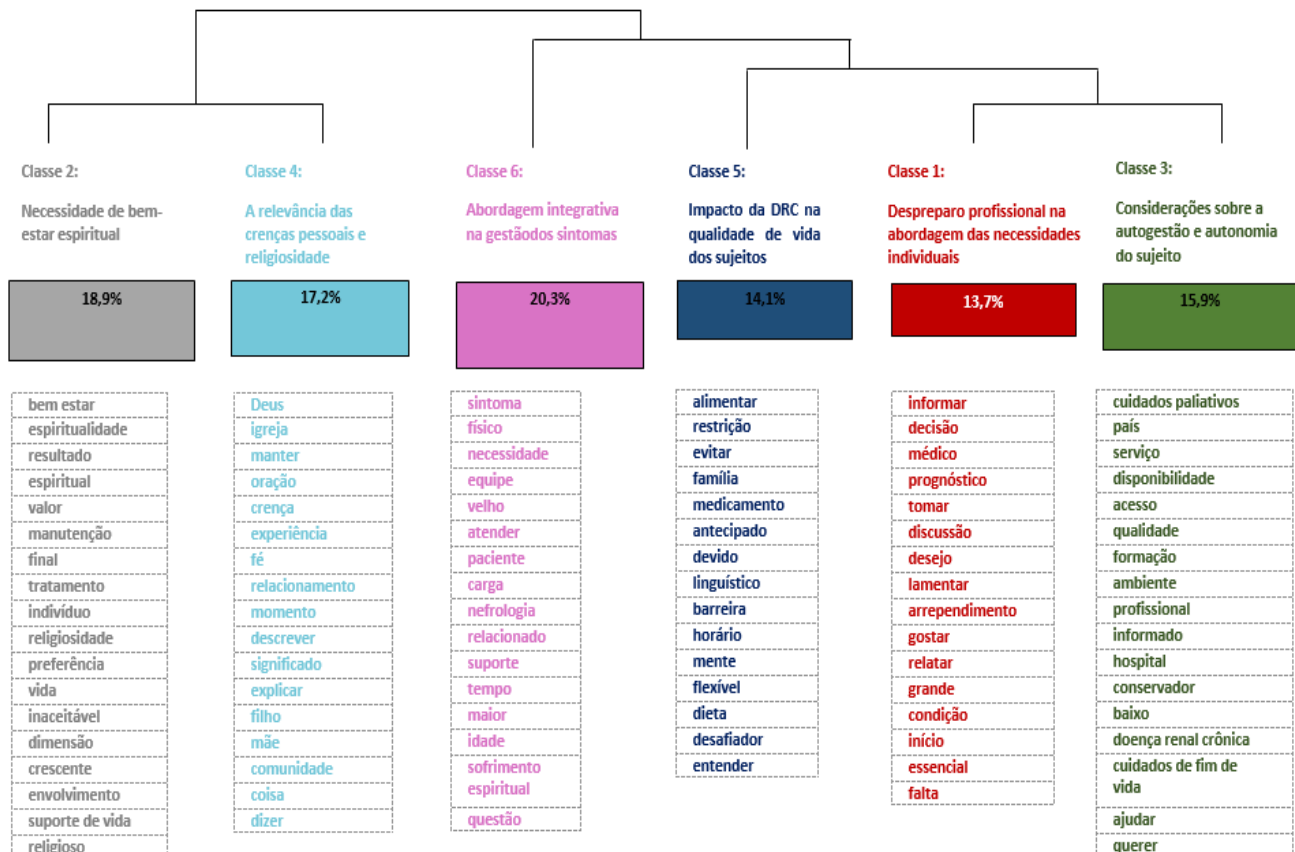 Classe 2:
Necessidade de bem-
estar espiritual
18,9%
bem estar
espiritualidade
resultado
espiritual
valor
manutenção
final
tratamento
indivíduo
religiosidade
preferência
vida
inaceitável
dimensão
crescente
envolvimento
suporte de vida
religioso
Classe 4:
A relevância das
crenças pessoais e
religiosidade
17,2%
Deus
igreja
manter
oração
crença
experiência
fé
relacionamento
momento
descrever
significado
explicar
filho
mãe
comunidade
coisa
dizer
Classe 6:
Abordagem integrativa
na gestãodos sintomas
20,3%
sintoma
físico
necessidade
equipe
velho
atender
paciente
carga
nefrologia
relacionado
suporte
tempo
maior
idade
sofrimento
espiritual
questão
Classe 5:
Impacto da DRC na
qualidade de vida
dos sujeitos
14,1%
alimentar
restrição
evitar
família
medicamento
antecipado
devido
linguístico
barreira
horário
mente
flexível
dieta
desafiador
entender
Classe 1:
Despreparo profissional na
abordagem das necessidades
individuais
13,7%
informar
decisão
médico
prognóstico
tomar
discussão
desejo
lamentar
arrependimento
gostar
relatar
grande
condição
início
essencial
falta
Classe 3:
Considerações sobre a
autogestão e autonomia
do sujeito
15,9%
cuidados paliativos
país
serviço
disponibilidade
acesso
qualidade
formação
ambiente
profissional
informado
hospital
conservador
baixo
doença renal crônica
cuidados de fim de
vida
ajudar
querer